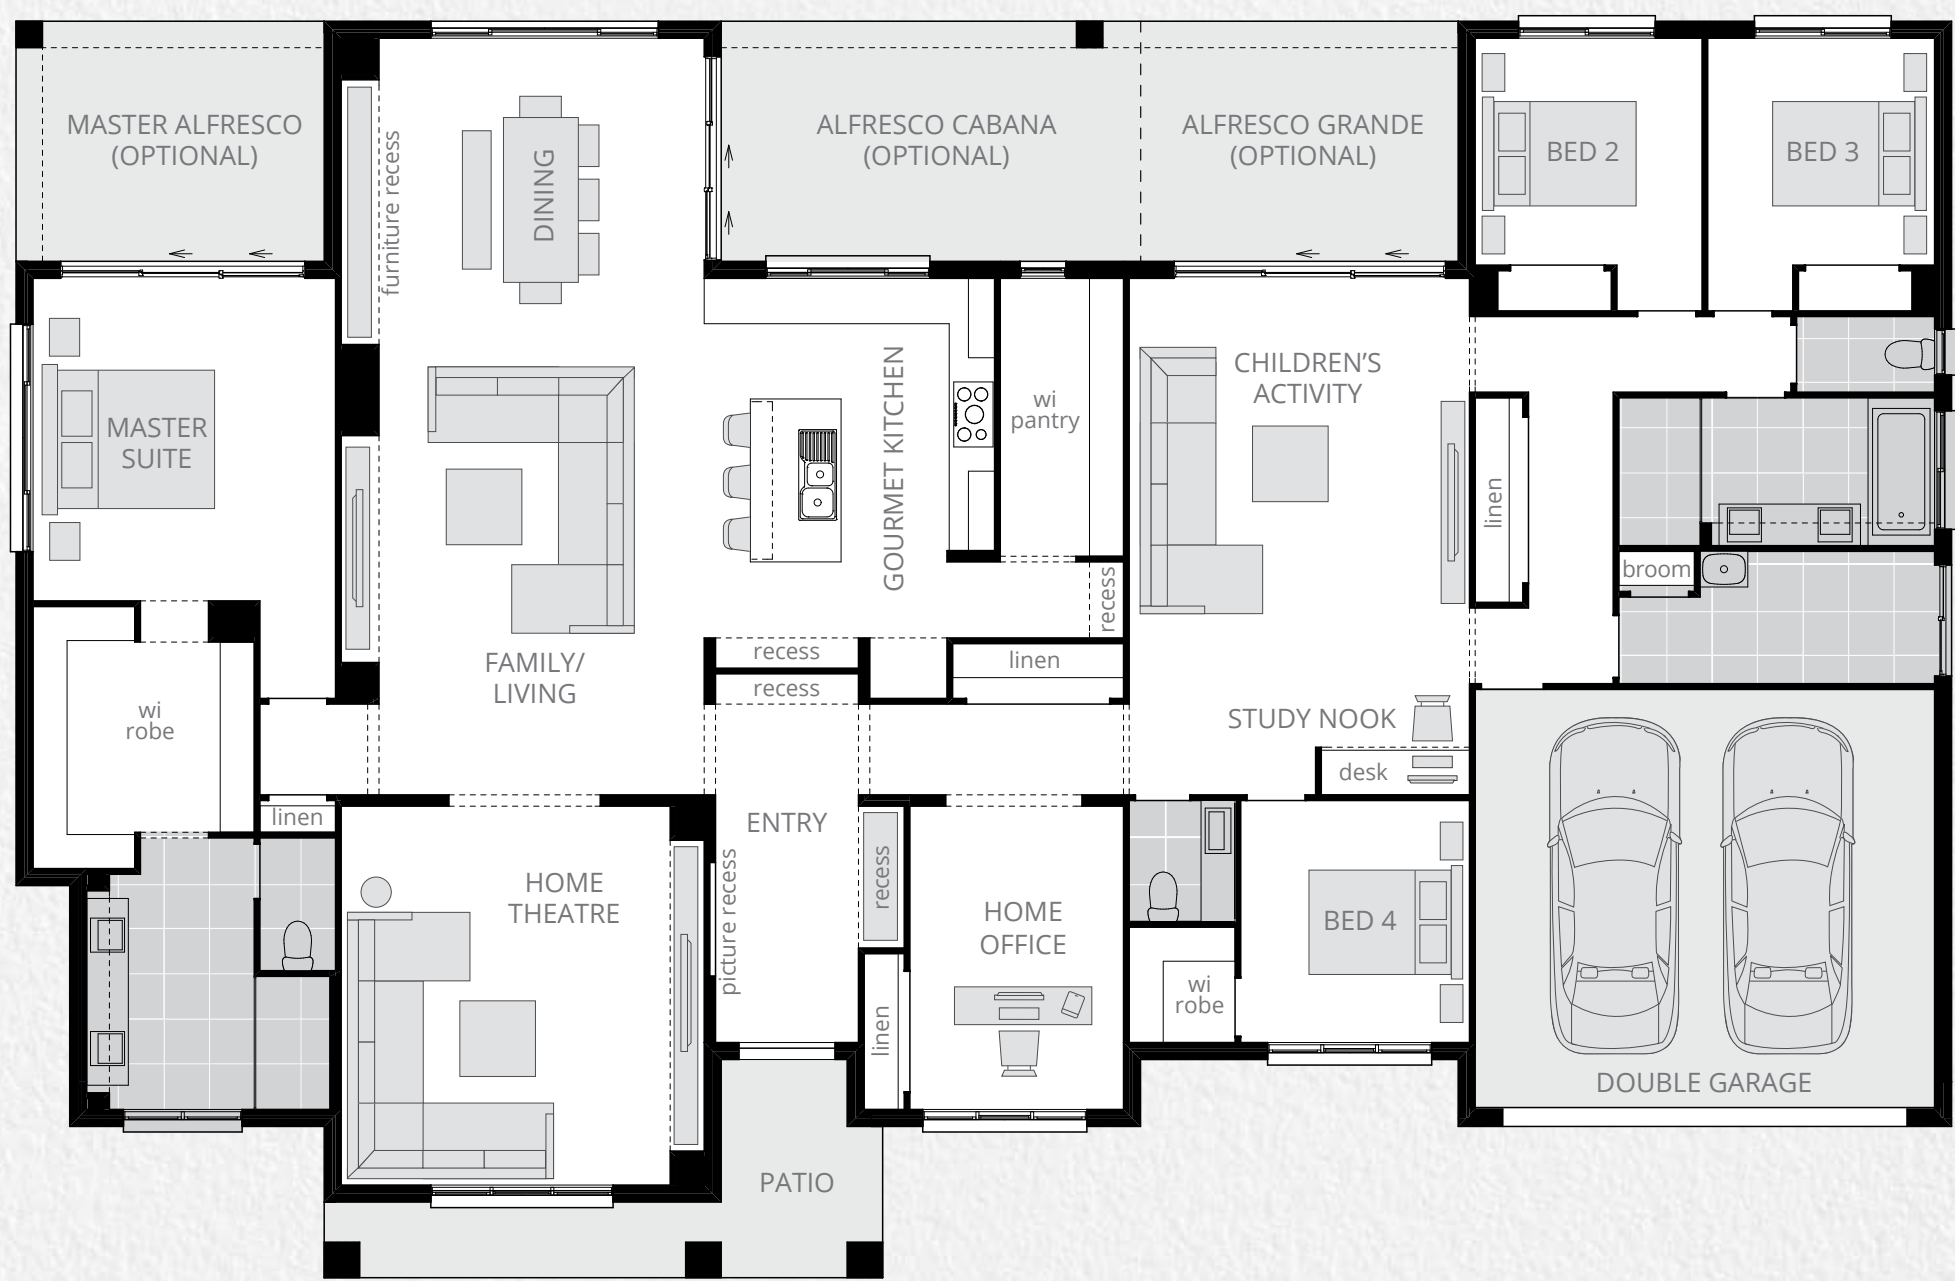 MASTER ALFRESCO
(OPTIONAL)
furniture recess
DINING
ALFRESCO CABANA
(OPTIONAL)
ALFRESCO GRANDE
(OPTIONAL)
BED 2
BED 3
MASTER
SUITE
GOURMET KITCHEN
wi
pantry
CHILDREN'S
ACTIVITY
linen
broom
recess
FAMILY/
LIVING
recess
recess
linen
wi
robe
STUDY NOOK
desk
linen
ENTRY
HOME
THEATRE
picture recess
recess
HOME
OFFICE
BED 4
wi
robe
linen
DOUBLE GARAGE
PATIO